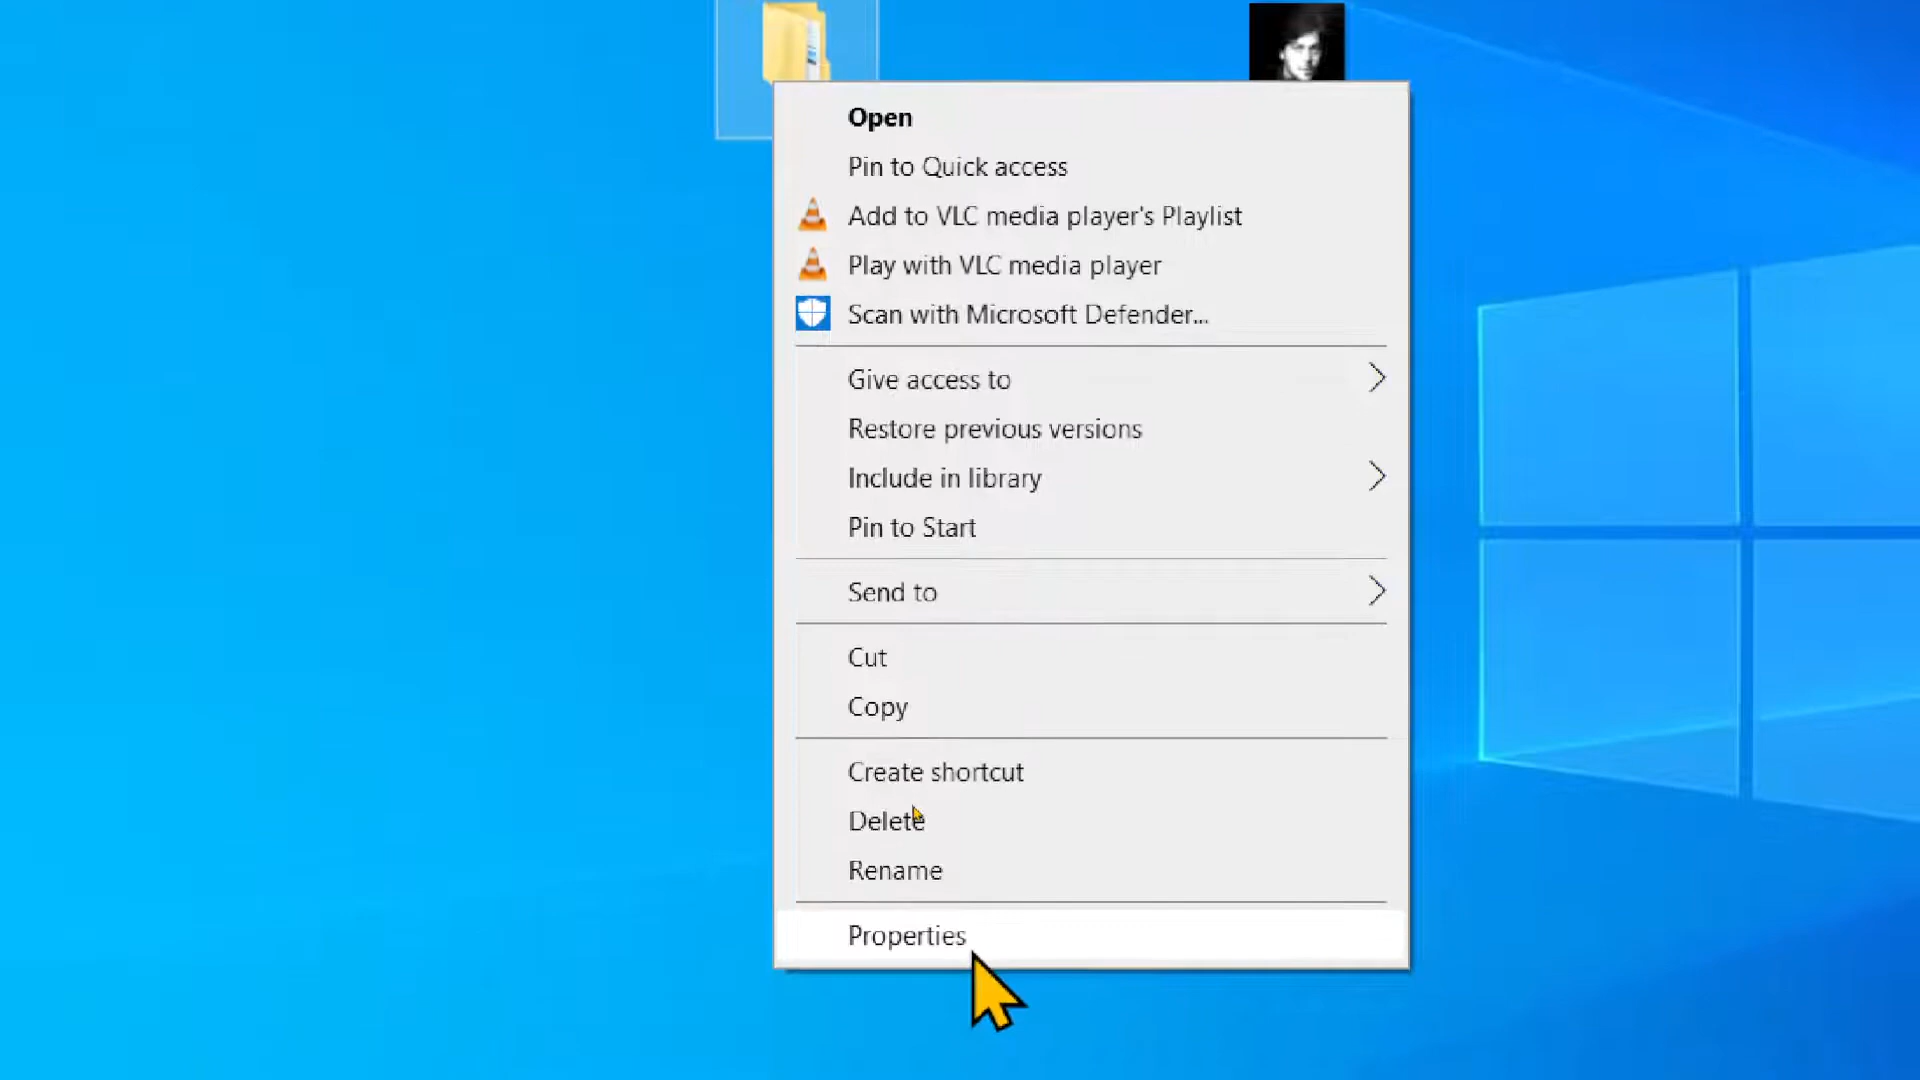 Open
Pin to Quick access
Add to VLC media player's Playlist
Play with VLC media player
Scan with Microsoft Defender...
Give access to
Restore previous versions
Include in library
Pin to Start
Send to
Cut
Copy
Create shortcut
Delete
Rename
Properties